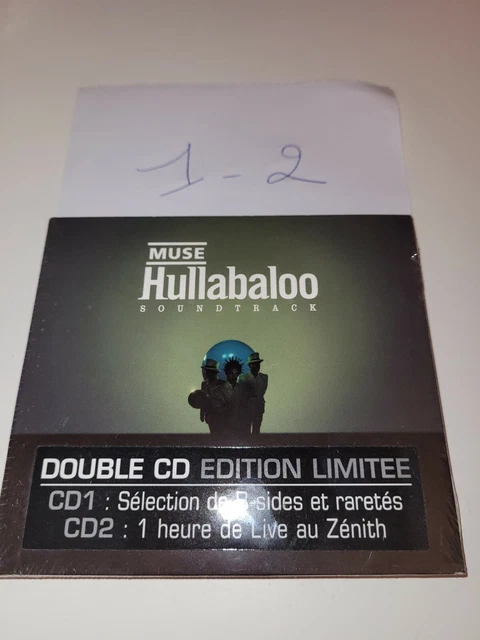 1-2
MUSE
Hullabaloo
SOUNDTRACK
DOUBLE CD EDITION LIMITEE
CD1 : Sélection de B-sides et raretés
CD2 : 1 heure de Live au Zénith